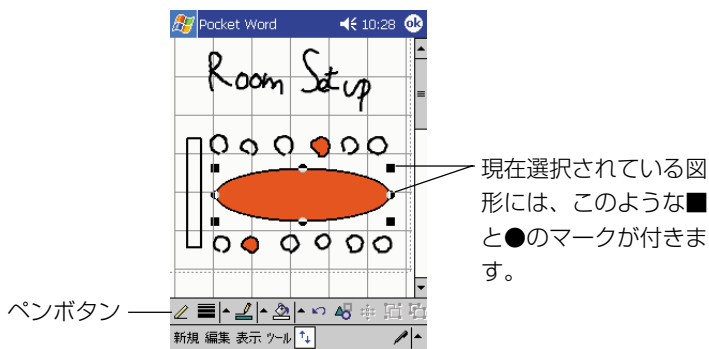 Pocket Word 10:28 ok
Room Set up
現在選択されている図
形には、このような■
と●のマークが付きま
す。
ペンボタン
新規 編集 表示 ツール